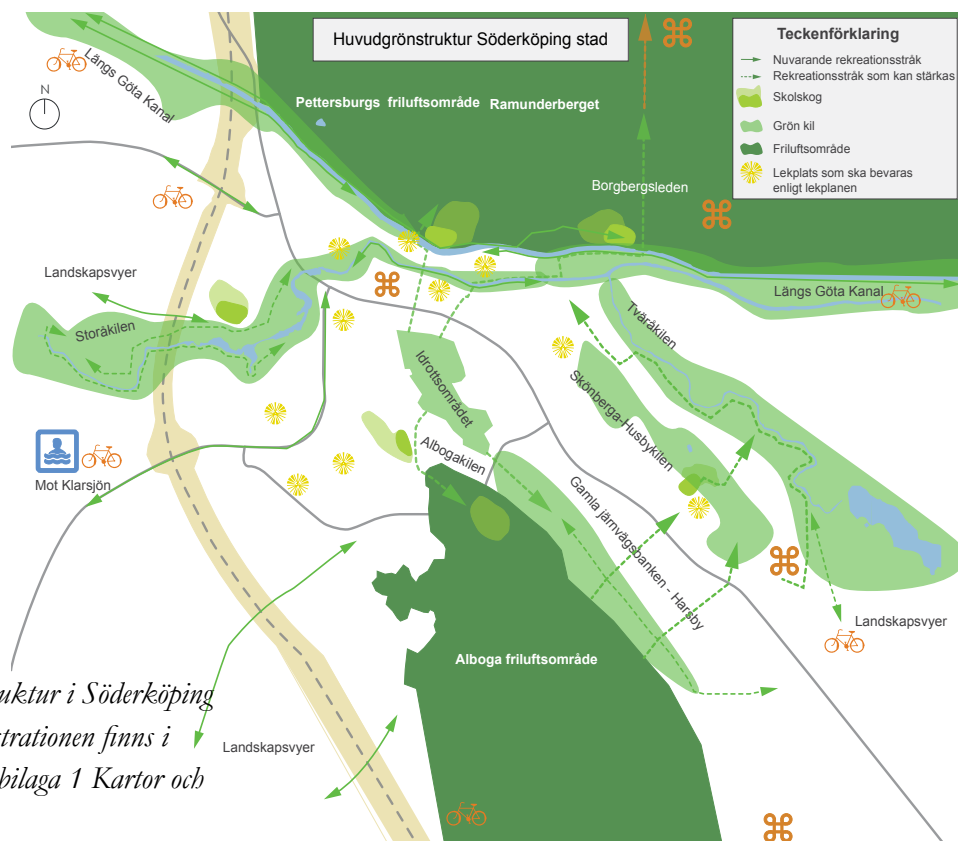 Huvudgrönstruktur Söderköping stad
Teckenförklaring
Nuvarande rekreationsstråk
Rekreationsstråk som kan stärkas
Skolskog
Grön kil
Friluftsområde
Lekplats som ska bevaras
enligt lekplanen
Längs Göta Kanal
N
Pettersburgs friluftsområde Ramunderberget
Borgbergsleden
Landskapsvyer
Storåkilen
Längs Göta Kanal
Tväråkilen
Idrottsområdet
Skönberga-Husbykilen
Albogakilen
Mot Klarsjön
Gamla järnvägsbanken - Harsby
Landskapsvyer
Alboga friluftsområde
Landskapsvyer
uktur i Söderköping
strationen finns i
bilaga 1 Kartor och